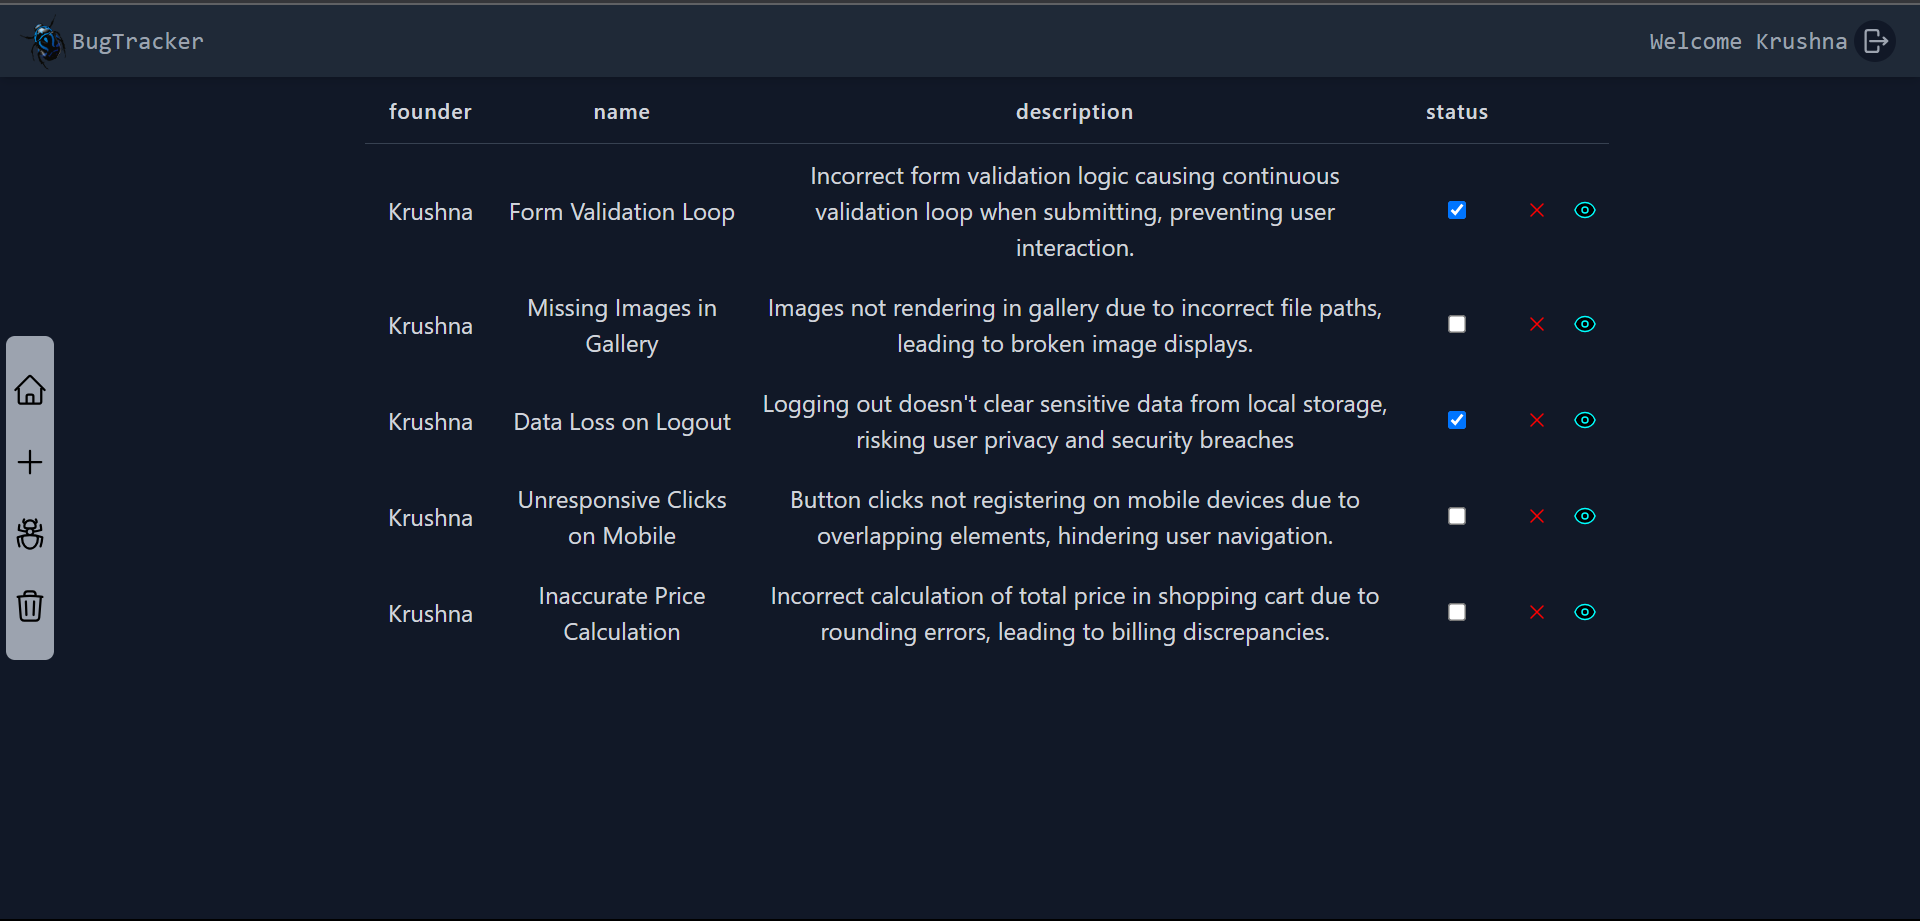 BugTracker
Welcome Krushna
founder name description status
Krushna
Form Validation Loop
Incorrect form validation logic causing continuous
validation loop when submitting, preventing user
interaction.
Krushna
Missing Images in
Gallery
Images not rendering in gallery due to incorrect file paths,
leading to broken image displays.
Krushna
Data Loss on Logout
Logging out doesn't clear sensitive data from local storage,
risking user privacy and security breaches
Krushna
Unresponsive Clicks
on Mobile
Button clicks not registering on mobile devices due to
overlapping elements, hindering user navigation.
Krushna
Inaccurate Price
Calculation
Incorrect calculation of total price in shopping cart due to
rounding errors, leading to billing discrepancies.